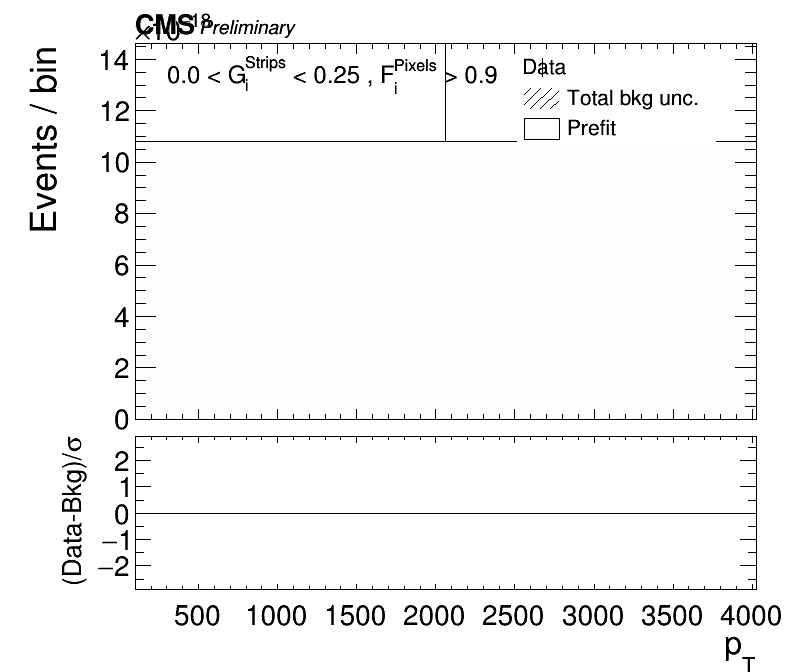 CMS Preliminary
×10^18
Events / bin
14
12
10
8
6
4
2
0
0.0 < G_i^Strips < 0.25 , F_i^Pixels > 0.9
Data
Total bkg unc.
Prefit
(Data-Bkg)/σ
2
1
0
−1
−2
500 1000 1500 2000 2500 3000 3500 4000
p_T